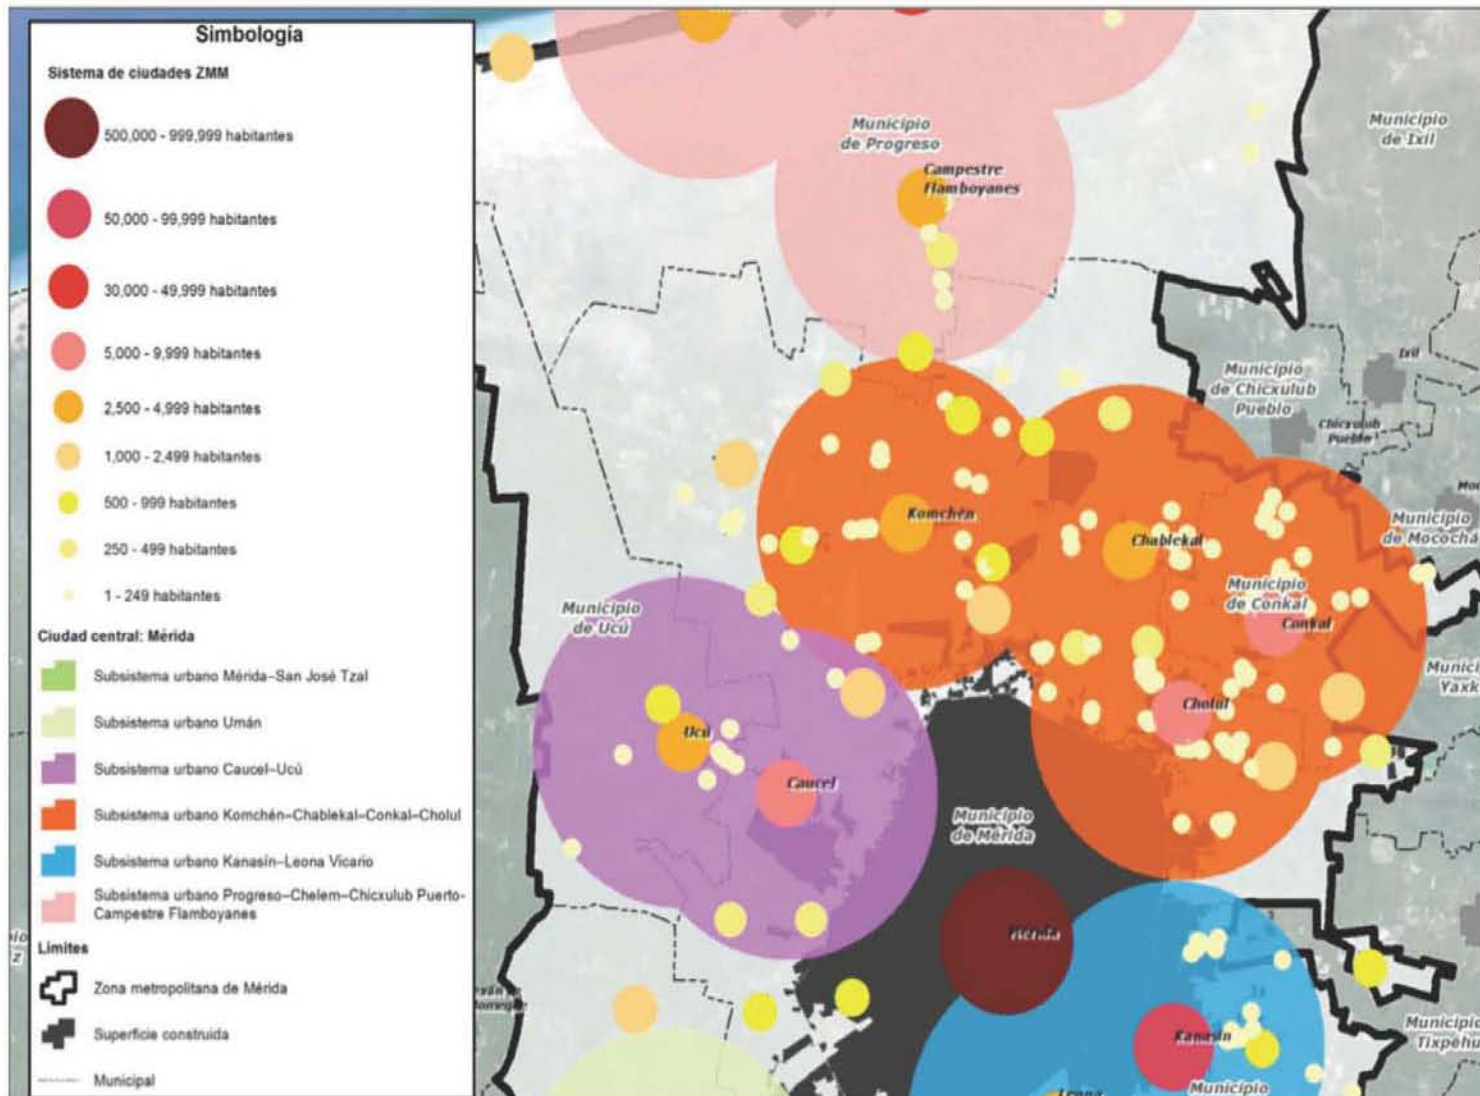 Simbología
Sistema de ciudades ZMM
500,000 - 999,999 habitantes
50,000 - 99,999 habitantes
30,000 - 49,999 habitantes
5,000 - 9,999 habitantes
2,500 - 4,999 habitantes
1,000 - 2,499 habitantes
500 - 999 habitantes
250 - 499 habitantes
1 - 249 habitantes
Ciudad central: Mérida
Subsistema urbano Mérida–San José Tzal
Subsistema urbano Umán
Subsistema urbano Caucel–Ucú
Subsistema urbano Komchén–Chablekal–Conkal–Cholul
Subsistema urbano Kanasín–Leona Vicario
Subsistema urbano Progreso–Chelem–Chicxulub Puerto-
Campestre Flamboyanes
Límites
Zona metropolitana de Mérida
Superficie construida
Municipal
Municipio
de Progreso
Municipio
de Ixil
Campestre
Flamboyanes
Ixil
Municipio
de Chicxulub
Pueblo
Chicxulub
Pueblo
Komchén
Chablekal
Municipio
de Mocochá
Municipio
de Conkal
Conkal
Municipio
de Ucú
Cholul
Ucú
Caucel
Municipio
de Mérida
Mérida
Kanasín
Municipio